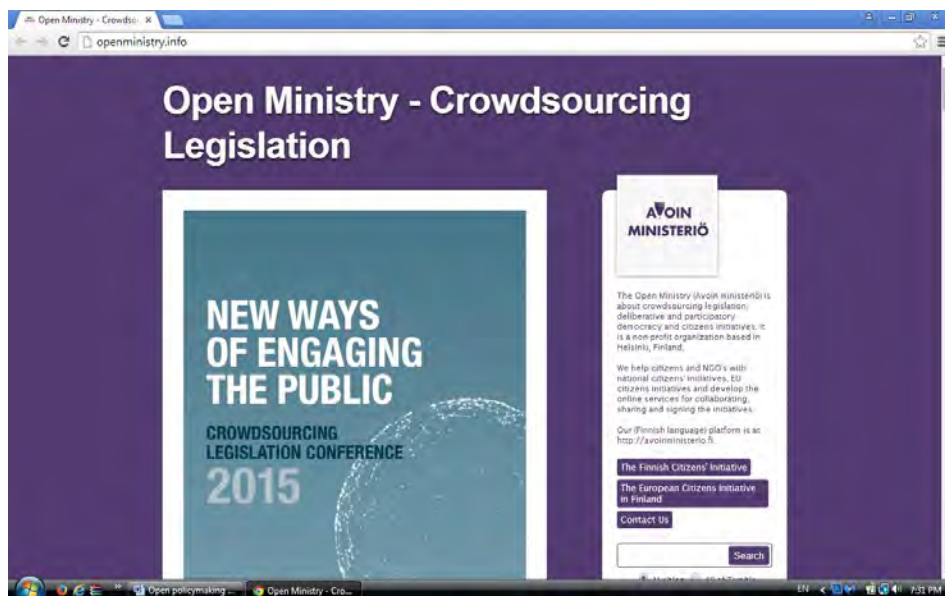 Open Ministry - Crowdso
openministry.info
Open Ministry - Crowdsourcing
Legislation
NEW WAYS
OF ENGAGING
THE PUBLIC
CROWDSOURCING
LEGISLATION CONFERENCE
2015
AVOIN
MINISTERIÖ
The Open Ministry (Avoin ministeriö) is
about crowdsourcing legislation,
deliberative and participatory
democracy and citizens initiatives. It
is a non-profit organization based in
Helsinki, Finland.
We help citizens and NGO's with
national citizens' initiatives, EU
citizens initiatives and develop the
online services for collaborating,
sharing and signing the initiatives.
Our (Finnish language) platform is at
http://avoinministerio.fi.
The Finnish Citizens' Initiative
The European Citizens Initiative
in Finland
Contact Us
Search
Open policymaking ...
Open Ministry - Cro...
EN
7:31 PM